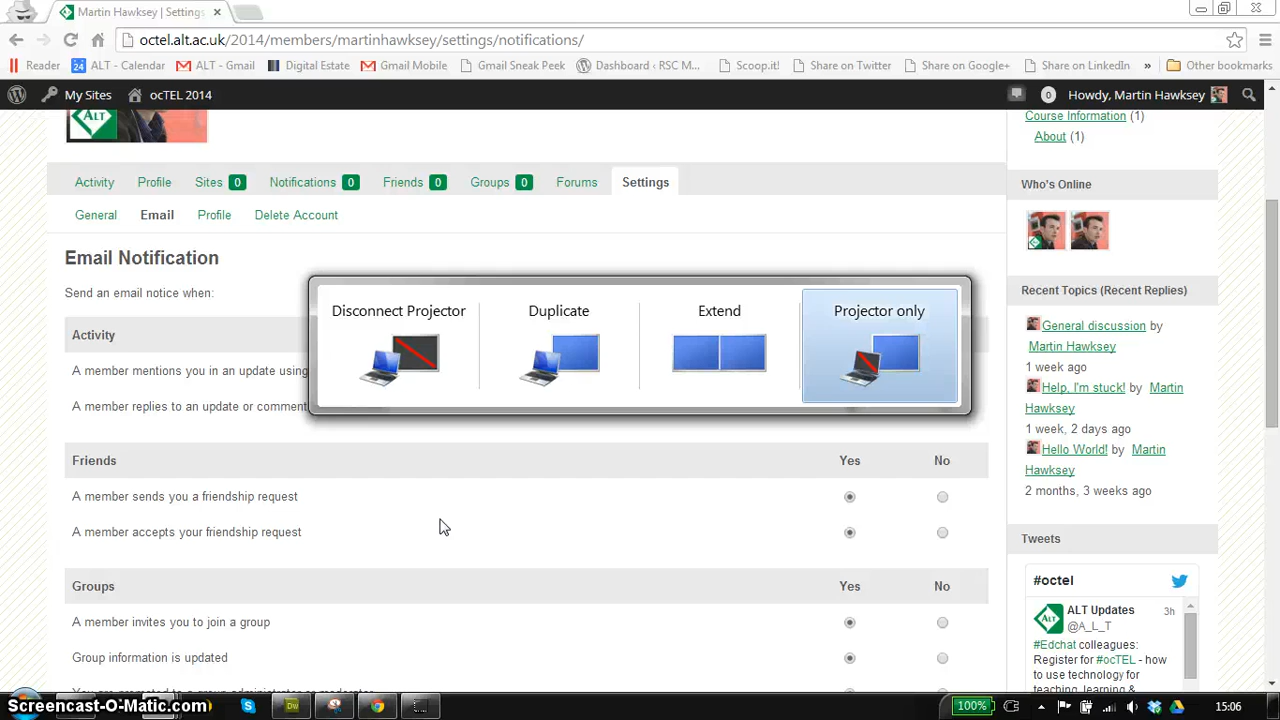 Martin Hawksey | Settings
octel.alt.ac.uk/2014/members/martinhawksey/settings/notifications/
Reader
24 ALT - Calendar
ALT - Gmail
Digital Estate
Gmail Mobile
Gmail Sneak Peek
Dashboard ‹ RSC M...
Scoop.it!
Share on Twitter
Share on Google+
Share on LinkedIn
»
Other bookmarks
My Sites
ocTEL 2014
0
Howdy, Martin Hawksey
ALT
Activity
Profile
Sites 0
Notifications 0
Friends 0
Groups 0
Forums
Settings
General
Email
Profile
Delete Account
Email Notification
Send an email notice when:
Activity
A member mentions you in an update using
A member replies to an update or comment
Disconnect Projector
Duplicate
Extend
Projector only
Friends Yes No
A member sends you a friendship request
A member accepts your friendship request
Groups Yes No
A member invites you to join a group
Group information is updated
Course Information (1)
About (1)
Who's Online
Recent Topics (Recent Replies)
General discussion by
Martin Hawksey
1 week ago
Help, I'm stuck! by Martin
Hawksey
1 week, 2 days ago
Hello World! by Martin
Hawksey
2 months, 3 weeks ago
Tweets
#octel
ALT Updates 3h
@A_L_T
#Edchat colleagues:
Register for #ocTEL - how
to use technology for
teaching, learning &
Screencast-O-Matic.com
100%
15:06